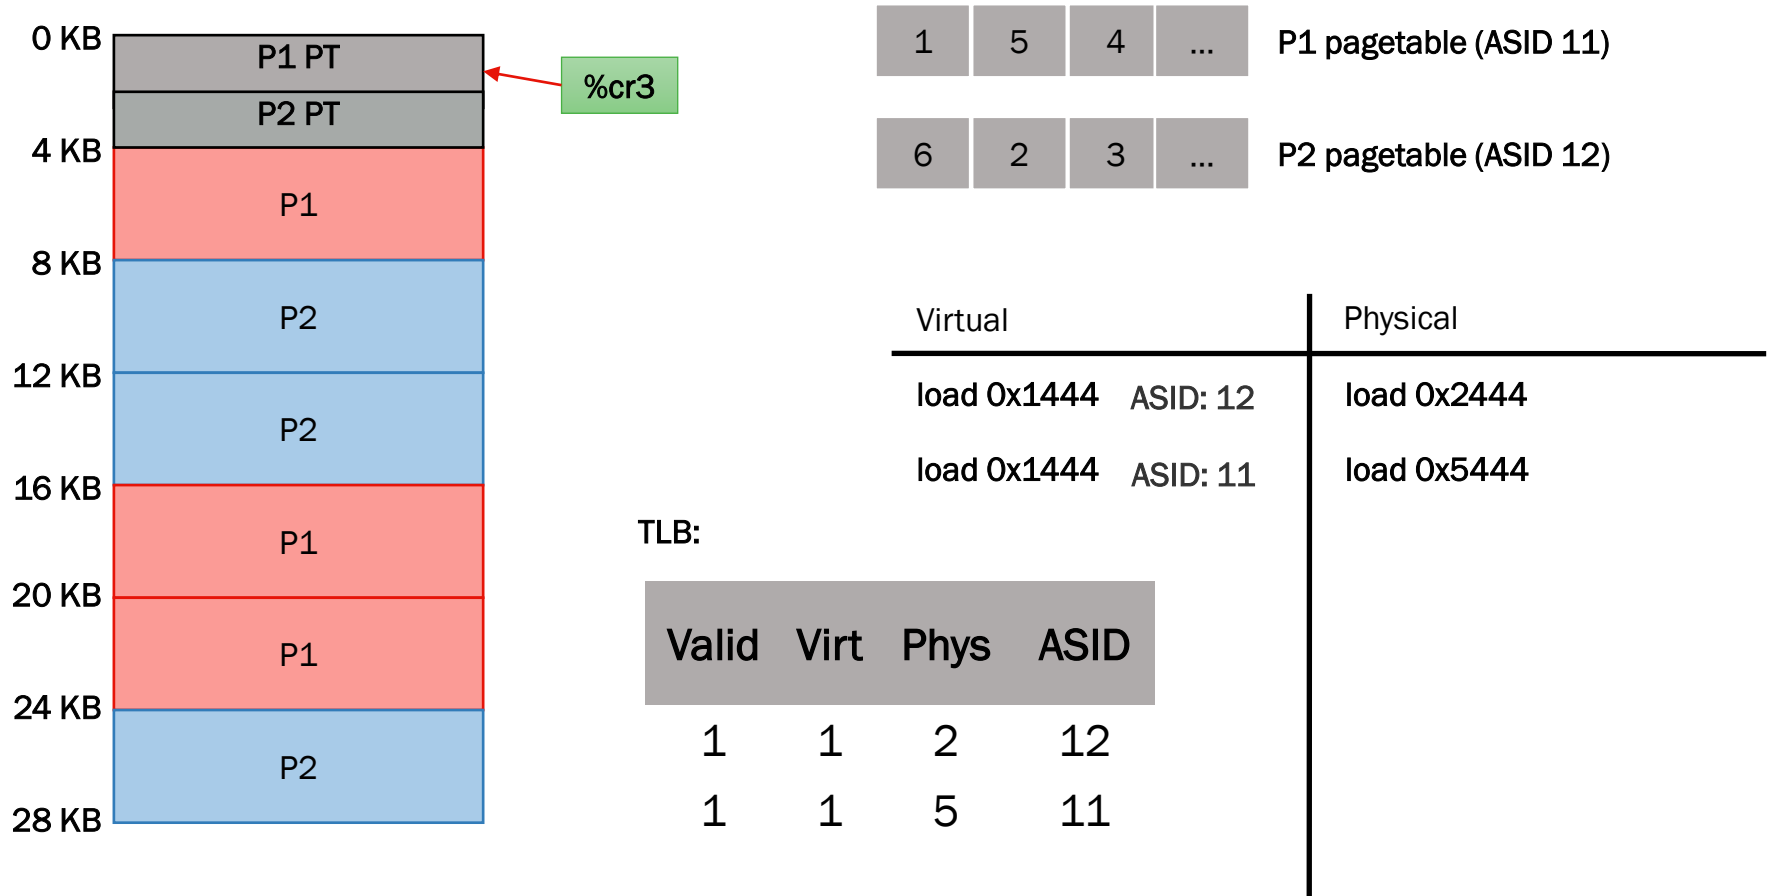 0 KB
P1 PT
%cr3
P2 PT
4 KB
P1
8 KB
P2
12 KB
P2
16 KB
P1
20 KB
P1
24 KB
P2
28 KB
1 5 4 ... P1 pagetable (ASID 11)
6 2 3 ... P2 pagetable (ASID 12)
Virtual Physical
load 0x1444 ASID: 12 load 0x2444
load 0x1444 ASID: 11 load 0x5444
TLB:
Valid Virt Phys ASID
1 1 2 12
1 1 5 11